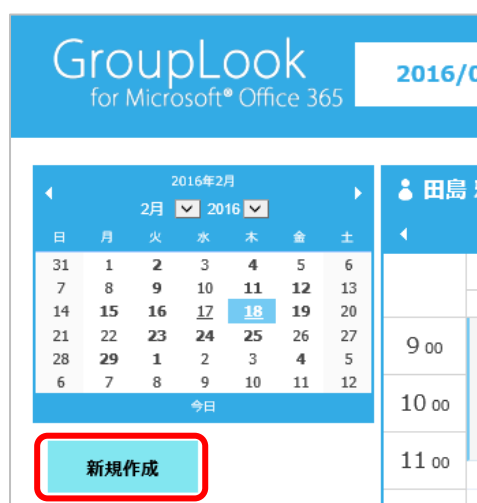 GroupLook
for Microsoft® Office 365
2016/0
2016年2月
2月 2016
日 月 火 水 木 金 土
31 1 2 3 4 5 6
7 8 9 10 11 12 13
14 15 16 17 18 19 20
21 22 23 24 25 26 27
28 29 1 2 3 4 5
6 7 8 9 10 11 12
今日
新規作成
田島
9 00
10 00
11 00